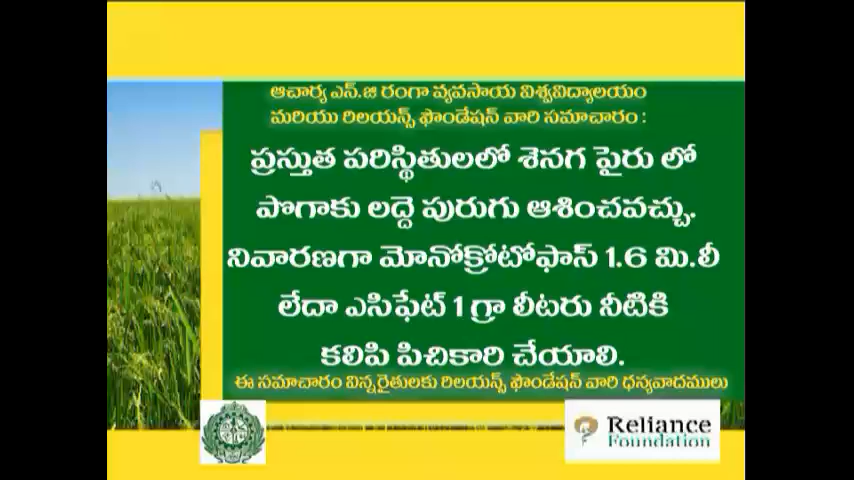 ఆచార్య ఎన్.జి రంగా వ్యవసాయ విశ్వవిద్యాలయం
మరియు రిలయన్స్ ఫౌండేషన్ వారి సమాచారం :
ప్రస్తుత పరిస్థితులలో శెనగ పైరు లో
పొగాకు లద్దె పురుగు ఆశించవచ్చు.
నివారణగా మోనోక్రోటోఫాస్ 1.6 మి.లీ
లేదా ఎసిఫేట్ 1 గ్రా లీటరు నీటికి
కలిపి పిచికారి చేయాలి.
ఈ సమాచారం విన్నరైతులకు రిలయన్స్ ఫౌండేషన్ వారి ధన్యవాదములు
Reliance
Foundation